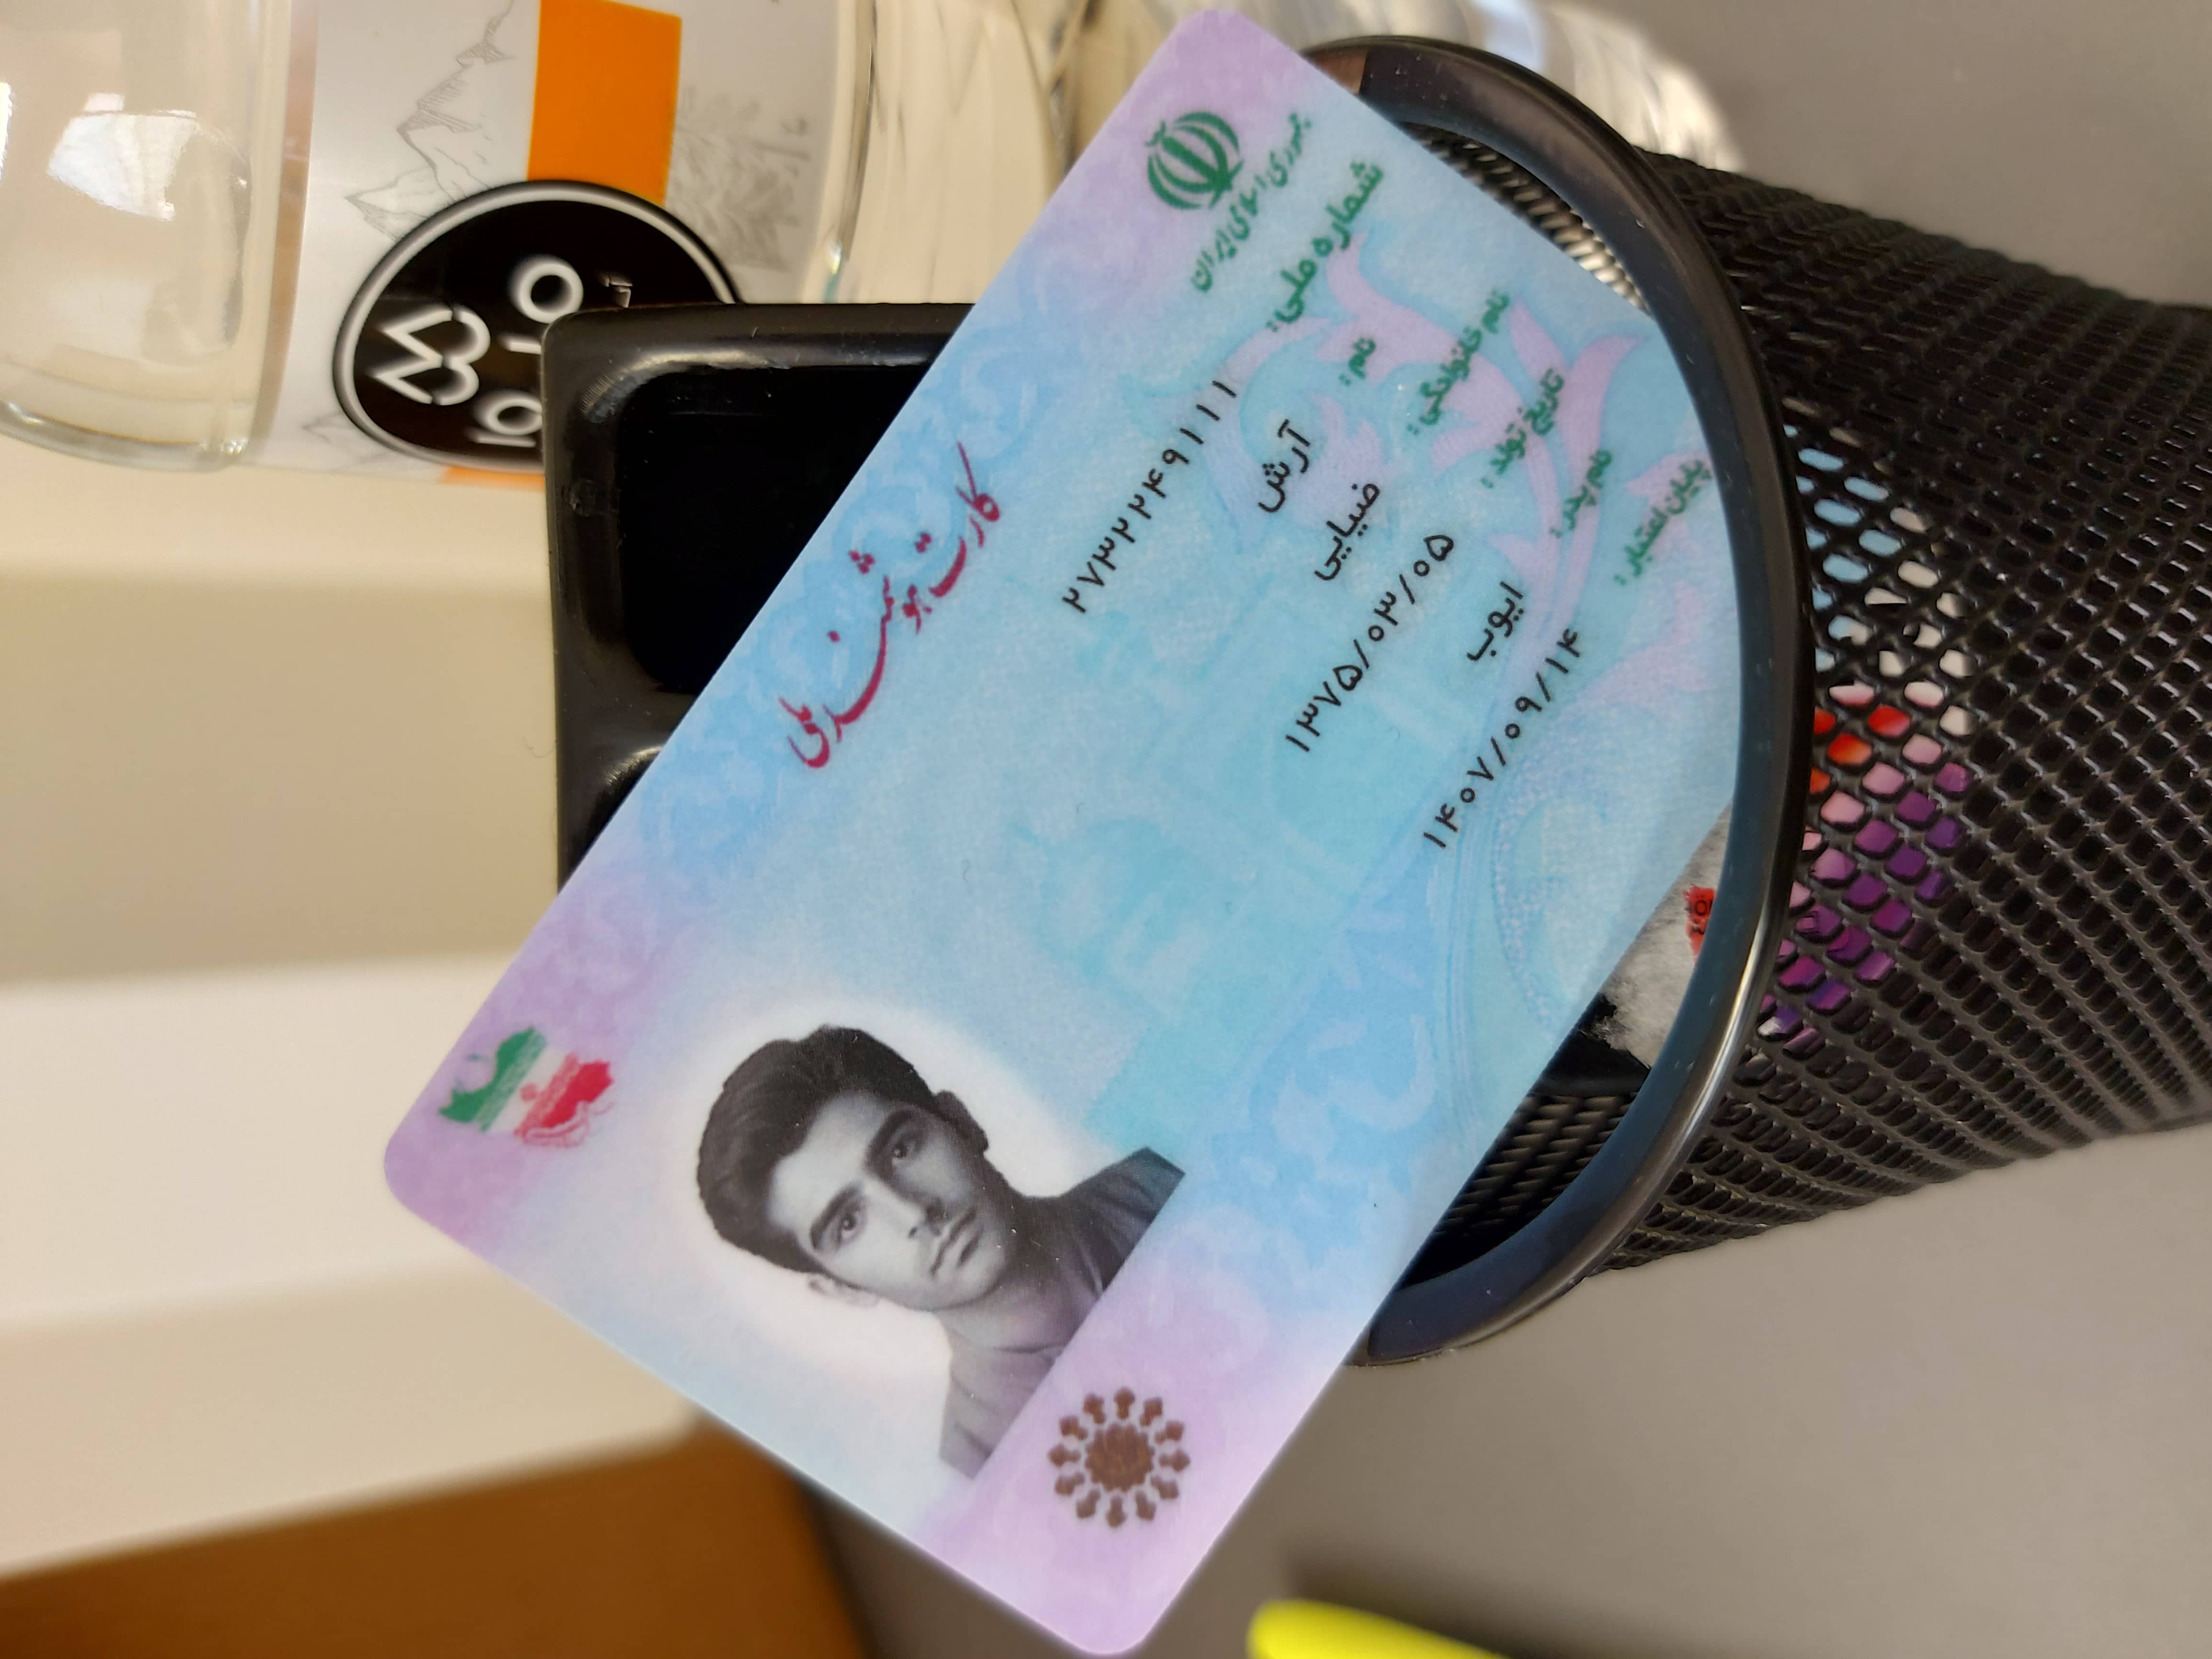 جمهوری اسلامی ایران
کارت هوشمند ملی
شماره ملی: ۲۷۳۲۲۴۹۱۱۱
نام: آرش
نام خانوادگی: ضیایی
تاریخ تولد: ۱۳۷۵/۰۳/۰۵
نام پدر: ایوب
پایان اعتبار: ۱۴۰۷/۰۹/۱۴